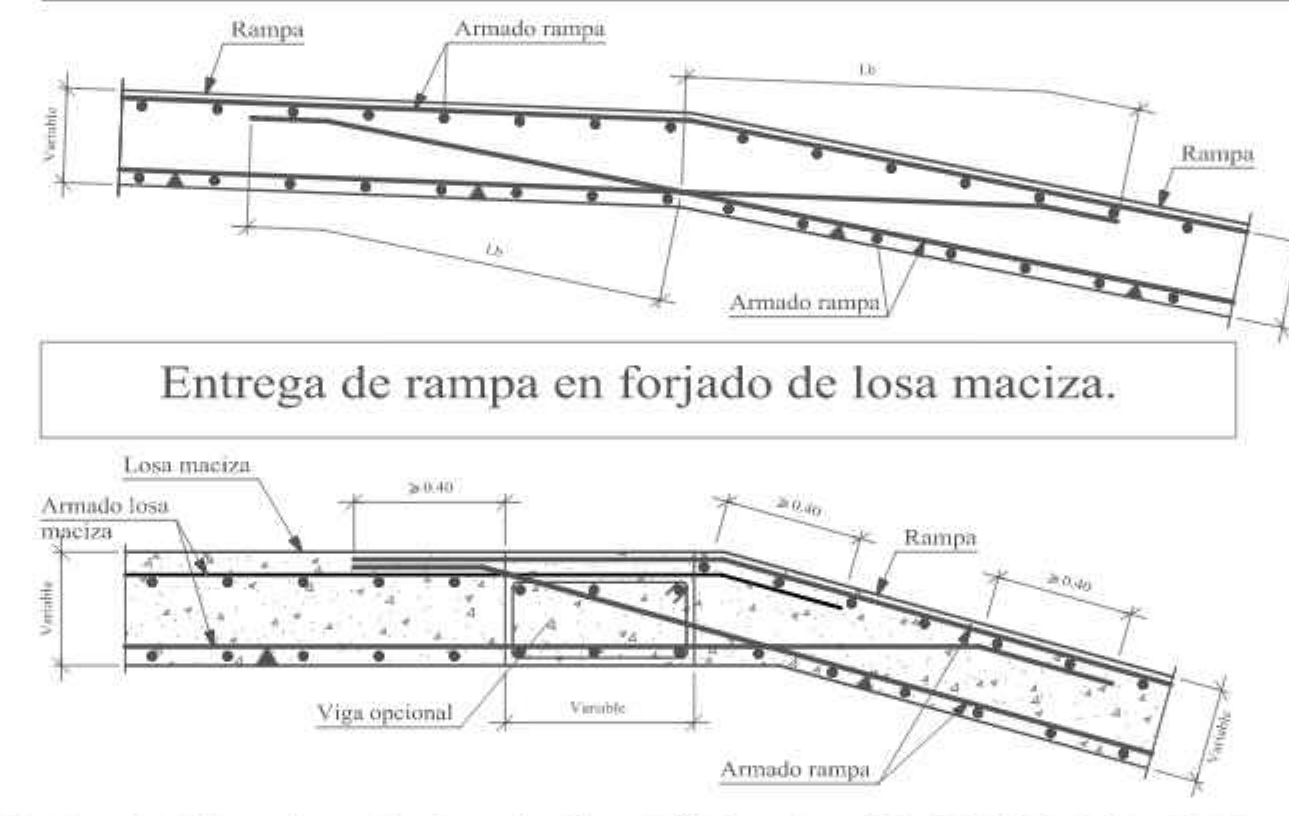 Rampa
Armado rampa
Lb
Variable
Rampa
Lb
Armado rampa
Entrega de rampa en forjado de losa maciza.
Losa maciza
≥0.40
Armado losa
maciza
≥0.40
Rampa
≥0.40
Variable
Viga opcional
Variable
Variable
Armado rampa